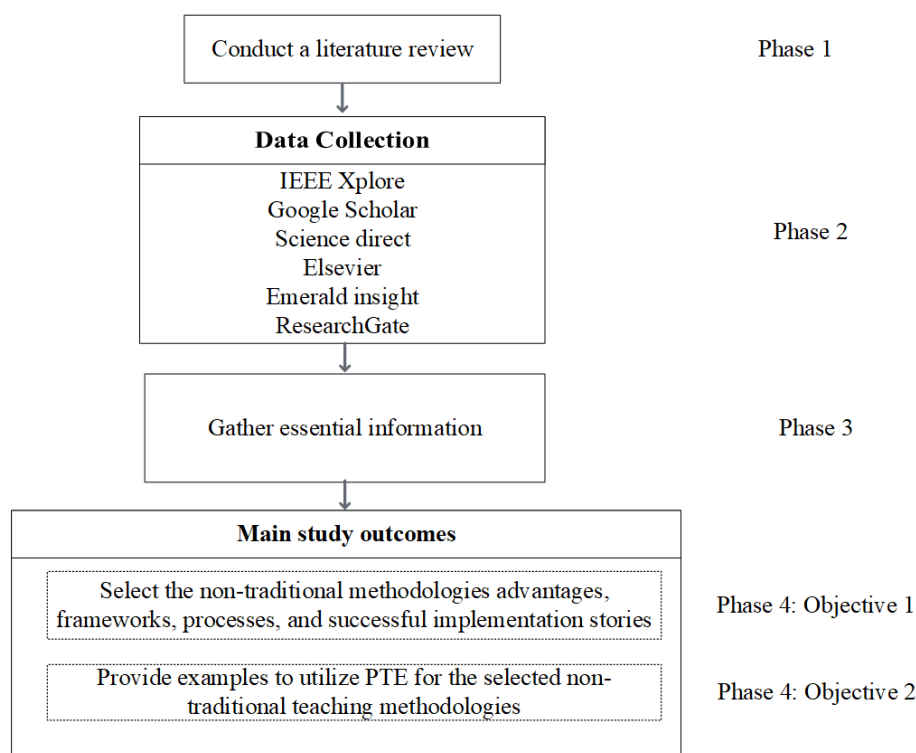 Conduct a literature review
Phase 1
Data Collection
IEEE Xplore
Google Scholar
Science direct
Elsevier
Emerald insight
ResearchGate
Phase 2
Gather essential information
Phase 3
Main study outcomes
Select the non-traditional methodologies advantages,
frameworks, processes, and successful implementation stories
Phase 4: Objective 1
Provide examples to utilize PTE for the selected non-
traditional teaching methodologies
Phase 4: Objective 2